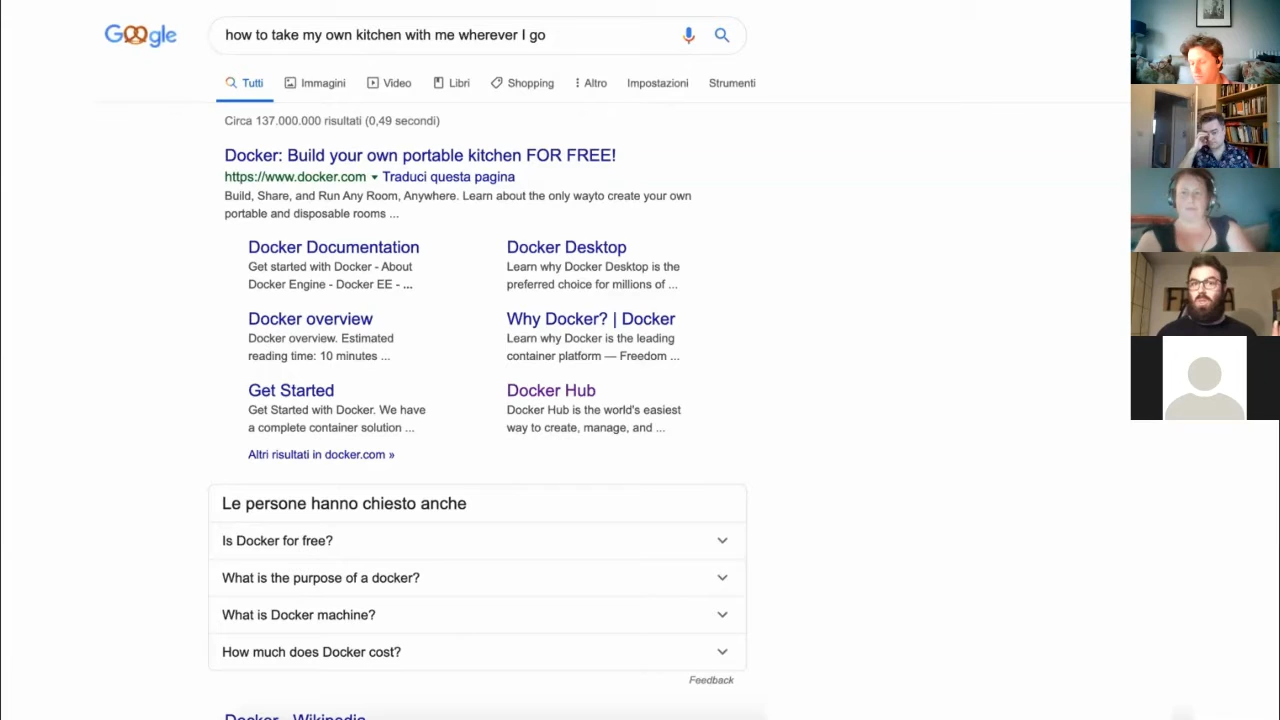 Google
how to take my own kitchen with me wherever I go
Tutti Immagini Video Libri Shopping Altro Impostazioni Strumenti
Circa 137.000.000 risultati (0,49 secondi)
Docker: Build your own portable kitchen FOR FREE!
https://www.docker.com Traduci questa pagina
Build, Share, and Run Any Room, Anywhere. Learn about the only wayto create your own
portable and disposable rooms ...
Docker Documentation
Get started with Docker - About
Docker Engine - Docker EE - ...
Docker Desktop
Learn why Docker Desktop is the
preferred choice for millions of ...
Docker overview
Docker overview. Estimated
reading time: 10 minutes ...
Why Docker? | Docker
Learn why Docker is the leading
container platform — Freedom ...
Get Started
Get Started with Docker. We have
a complete container solution ...
Docker Hub
Docker Hub is the world's easiest
way to create, manage, and ...
Altri risultati in docker.com »
Le persone hanno chiesto anche
Is Docker for free?
What is the purpose of a docker?
What is Docker machine?
How much does Docker cost?
Feedback
Docker - Wikipedia